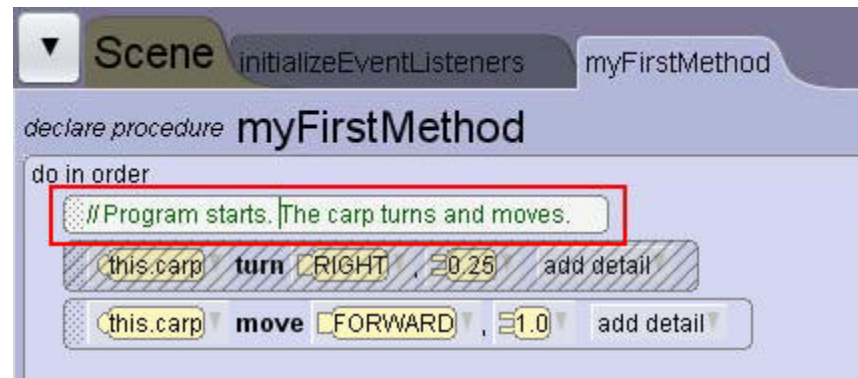 ▼ Scene initializeEventListeners myFirstMethod
declare procedure myFirstMethod
do in order
//Program starts. The carp turns and moves.
this.carp turn RIGHT , 0.25 add detail
this.carp move FORWARD , 1.0 add detail